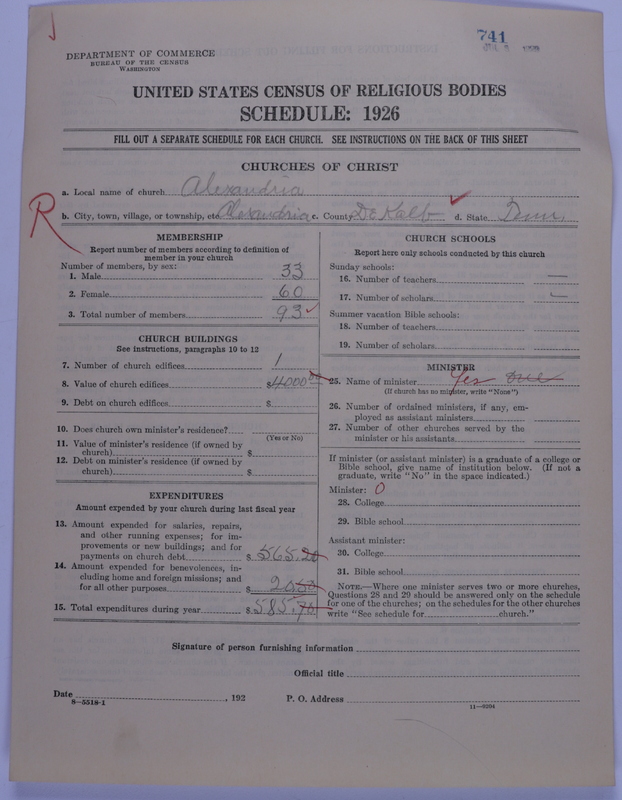 741
DEPARTMENT OF COMMERCE
BUREAU OF THE CENSUS
WASHINGTON
UNITED STATES CENSUS OF RELIGIOUS BODIES
SCHEDULE: 1926
FILL OUT A SEPARATE SCHEDULE FOR EACH CHURCH. SEE INSTRUCTIONS ON THE BACK OF THIS SHEET
CHURCHES OF CHRIST
a. Local name of church Alexandria
R
b. City, town, village, or township, etc. Alexandria c. County DeKalb d. State Tenn.
MEMBERSHIP
Report number of members according to definition of
member in your church
Number of members, by sex:
1. Male 33
2. Female 60
3. Total number of members 93
CHURCH BUILDINGS
See instructions, paragraphs 10 to 12
7. Number of church edifices 1
8. Value of church edifices $4000
9. Debt on church edifices $
10. Does church own minister's residence?
(Yes or No)
11. Value of minister's residence (if owned by
church) $
12. Debt on minister's residence (if owned by
church) $
EXPENDITURES
Amount expended by your church during last fiscal year
13. Amount expended for salaries, repairs,
and other running expenses; for im-
provements or new buildings; and for
payments on church debt $ 565.20
14. Amount expended for benevolences, in-
cluding home and foreign missions; and
for all other purposes $ 20.50
15. Total expenditures during year $ 585.70
CHURCH SCHOOLS
Report here only schools conducted by this church
Sunday schools:
16. Number of teachers —
17. Number of scholars —
Summer vacation Bible schools:
18. Number of teachers
19. Number of scholars
MINISTER
25. Name of minister Yes one
(If church has no minister, write "None")
26. Number of ordained ministers, if any, em-
ployed as assistant ministers
27. Number of other churches served by the
minister or his assistants
If minister (or assistant minister) is a graduate of a college or
Bible school, give name of institution below. (If not a
graduate, write "No" in the space indicated.)
Minister: 0
28. College
29. Bible school
Assistant minister:
30. College
31. Bible school
NOTE.—Where one minister serves two or more churches,
Questions 28 and 29 should be answered only on the schedule
for one of the churches; on the schedules for the other churches
write "See schedule for church."
Signature of person furnishing information
Official title
Date , 192 P. O. Address
8—5518-1
11—9204